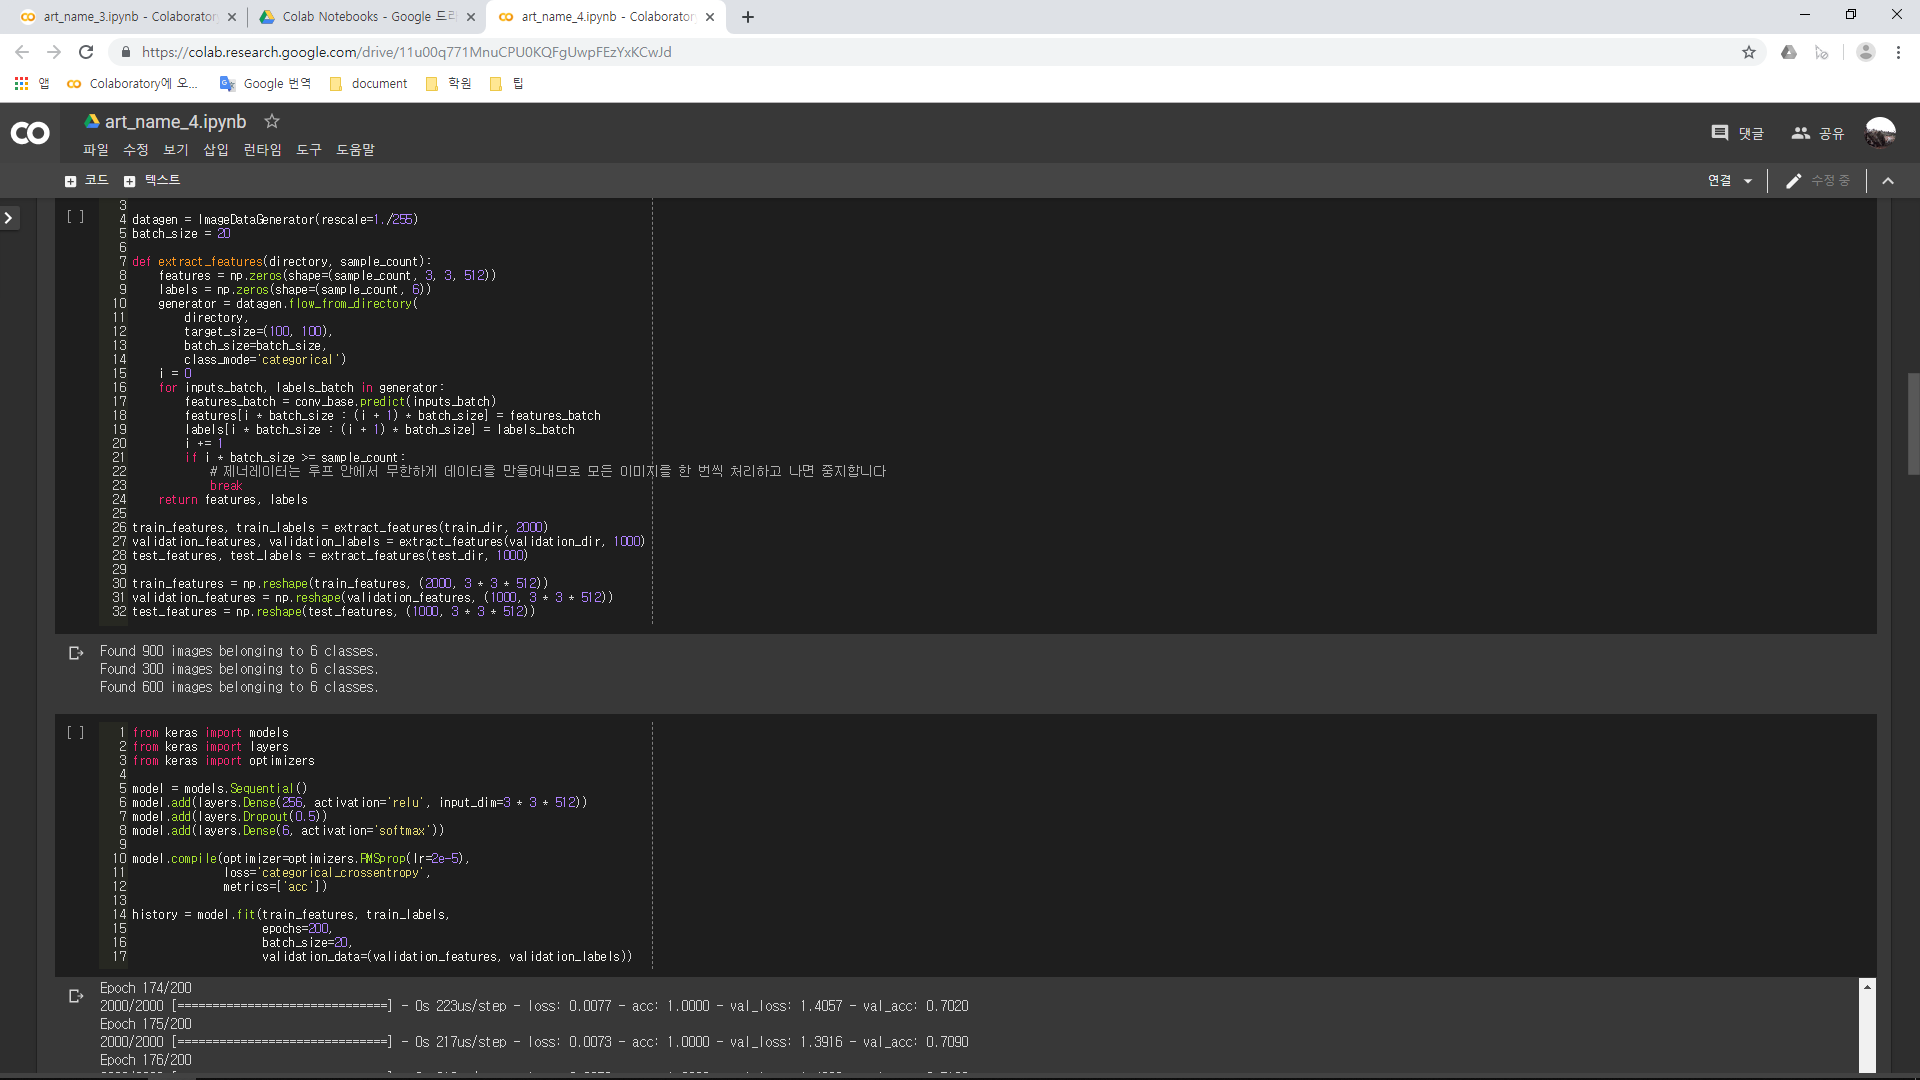 art_name_3.ipynb - Colaborator
Colab Notebooks - Google 드라
art_name_4.ipynb - Colaborator
https://colab.research.google.com/drive/11u00q771MnuCPU0KQFgUwpFEzYxKCwJd
앱 Colaboratory에 오... Google 번역 document 학원 팁
CO art_name_4.ipynb
댓글 공유
파일 수정 보기 삽입 런타임 도구 도움말
코드 텍스트 연결 수정 중
[ ] 3
4 datagen = ImageDataGenerator(rescale=1./255)
5 batch_size = 20
6
7 def extract_features(directory, sample_count):
8 features = np.zeros(shape=(sample_count, 3, 3, 512))
9 labels = np.zeros(shape=(sample_count, 6))
10 generator = datagen.flow_from_directory(
11 directory,
12 target_size=(100, 100),
13 batch_size=batch_size,
14 class_mode='categorical')
15 i = 0
16 for inputs_batch, labels_batch in generator:
17 features_batch = conv_base.predict(inputs_batch)
18 features[i * batch_size : (i + 1) * batch_size] = features_batch
19 labels[i * batch_size : (i + 1) * batch_size] = labels_batch
20 i += 1
21 if i * batch_size >= sample_count:
22 # 제너레이터는 루프 안에서 무한하게 데이터를 만들어내므로 모든 이미지를 한 번씩 처리하고 나면 중지합니다
23 break
24 return features, labels
25
26 train_features, train_labels = extract_features(train_dir, 2000)
27 validation_features, validation_labels = extract_features(validation_dir, 1000)
28 test_features, test_labels = extract_features(test_dir, 1000)
29
30 train_features = np.reshape(train_features, (2000, 3 * 3 * 512))
31 validation_features = np.reshape(validation_features, (1000, 3 * 3 * 512))
32 test_features = np.reshape(test_features, (1000, 3 * 3 * 512))
Found 900 images belonging to 6 classes.
Found 300 images belonging to 6 classes.
Found 600 images belonging to 6 classes.
[ ] 1 from keras import models
2 from keras import layers
3 from keras import optimizers
4
5 model = models.Sequential()
6 model.add(layers.Dense(256, activation='relu', input_dim=3 * 3 * 512))
7 model.add(layers.Dropout(0.5))
8 model.add(layers.Dense(6, activation='softmax'))
9
10 model.compile(optimizer=optimizers.RMSprop(lr=2e-5),
11 loss='categorical_crossentropy',
12 metrics=['acc'])
13
14 history = model.fit(train_features, train_labels,
15 epochs=200,
16 batch_size=20,
17 validation_data=(validation_features, validation_labels))
Epoch 174/200
2000/2000 [==============================] - 0s 223us/step - loss: 0.0077 - acc: 1.0000 - val_loss: 1.4057 - val_acc: 0.7020
Epoch 175/200
2000/2000 [==============================] - 0s 217us/step - loss: 0.0073 - acc: 1.0000 - val_loss: 1.3916 - val_acc: 0.7090
Epoch 176/200